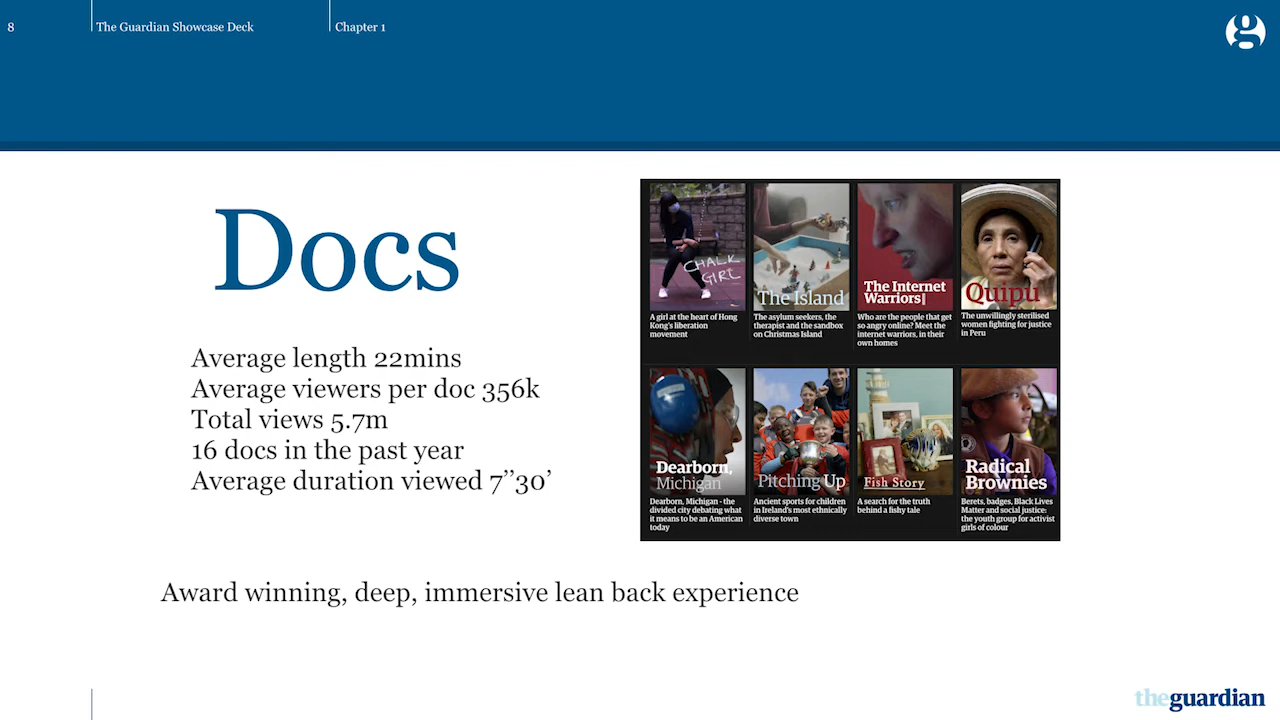 8
The Guardian Showcase Deck
Chapter 1
Docs
Average length 22mins
Average viewers per doc 356k
Total views 5.7m
16 docs in the past year
Average duration viewed 7’’30’
CHALK
GIRL
A girl at the heart of Hong
Kong's liberation
movement
The Island
The asylum seekers, the
therapist and the sandbox
on Christmas Island
The Internet
Warriors|
Who are the people that get
so angry online? Meet the
internet warriors, in their
own homes
Quipu
The unwillingly sterilised
women fighting for justice
in Peru
Dearborn,
Michigan
Dearborn, Michigan - the
divided city debating what
it means to be an American
today
Pitching Up
Ancient sports for children
in Ireland's most ethnically
diverse town
Fish Story
A search for the truth
behind a fishy tale
Radical
Brownies
Berets, badges, Black Lives
Matter and social justice:
the youth group for activist
girls of colour
Award winning, deep, immersive lean back experience
theguardian